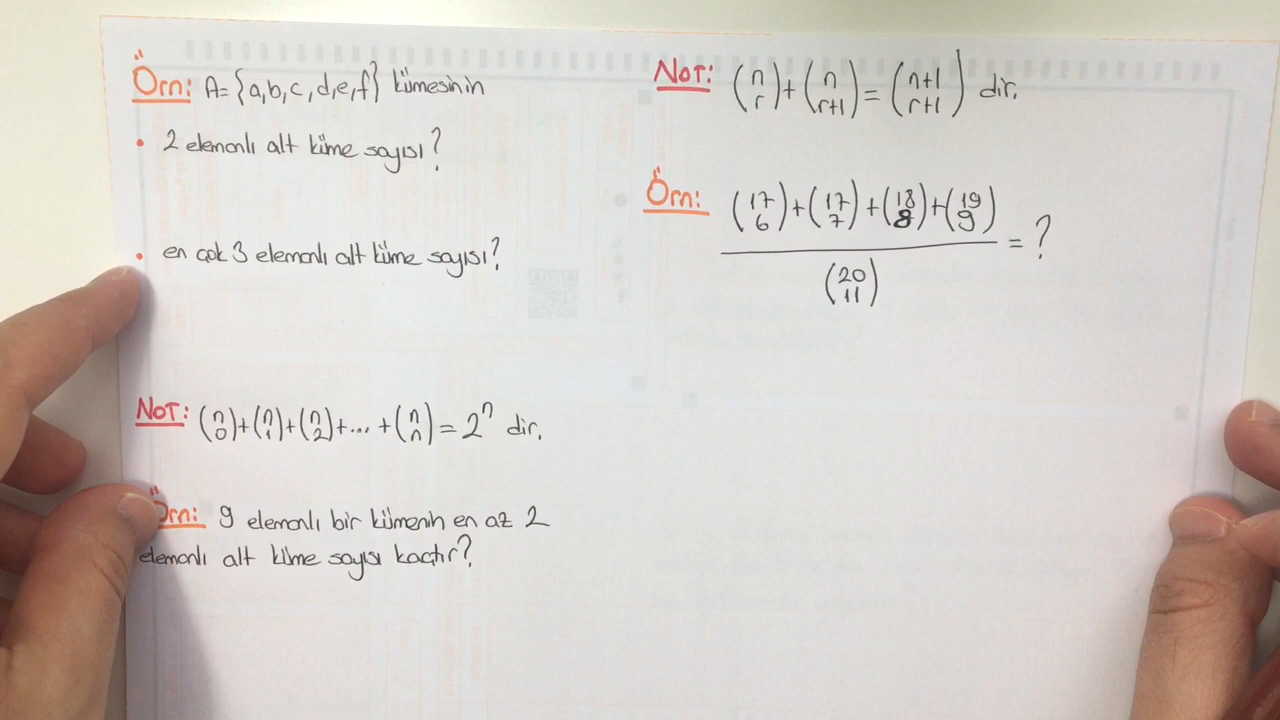 Örn: A={a,b,c,d,e,f} kümesinin
• 2 elemanlı alt küme sayısı?
• en çok 3 elemanlı alt küme sayısı?
NOT: (n 0)+(n 1)+(n 2)+...+(n n)=2ⁿ dir.
Örn: 9 elemanlı bir kümenin en az 2
elemanlı alt küme sayısı kaçtır?
NOT: (n r)+(n r+1)=(n+1 r+1) dir.
Örn: (17 6)+(17 7)+(18 8)+(19 9)
= ?
(20 11)